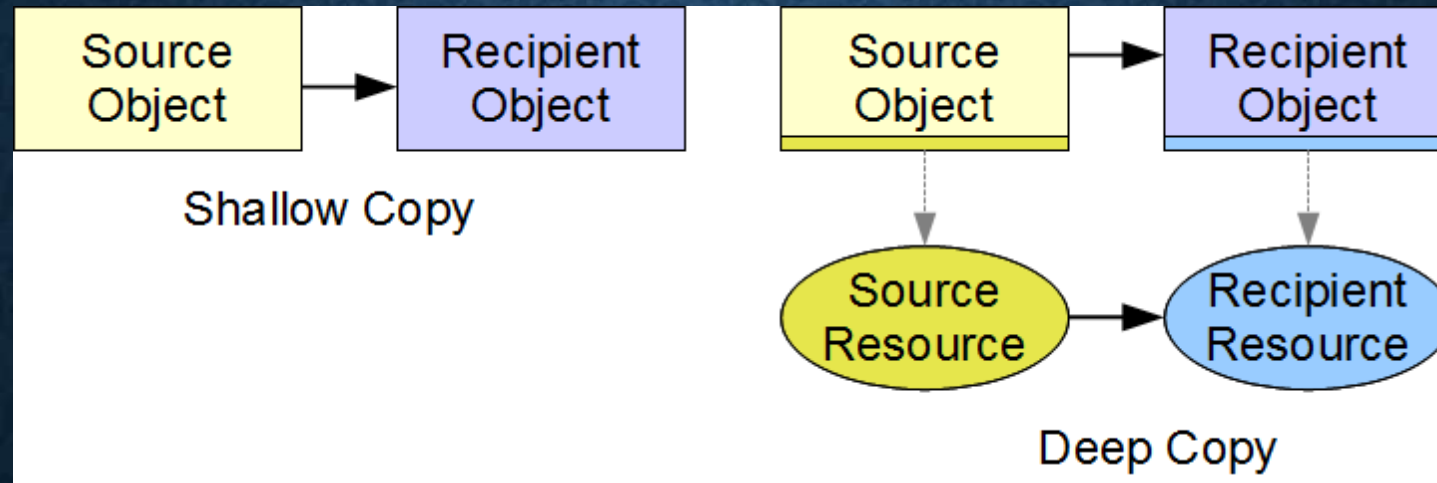 Source
Object
Recipient
Object
Shallow Copy
Source
Object
Recipient
Object
Source
Resource
Recipient
Resource
Deep Copy